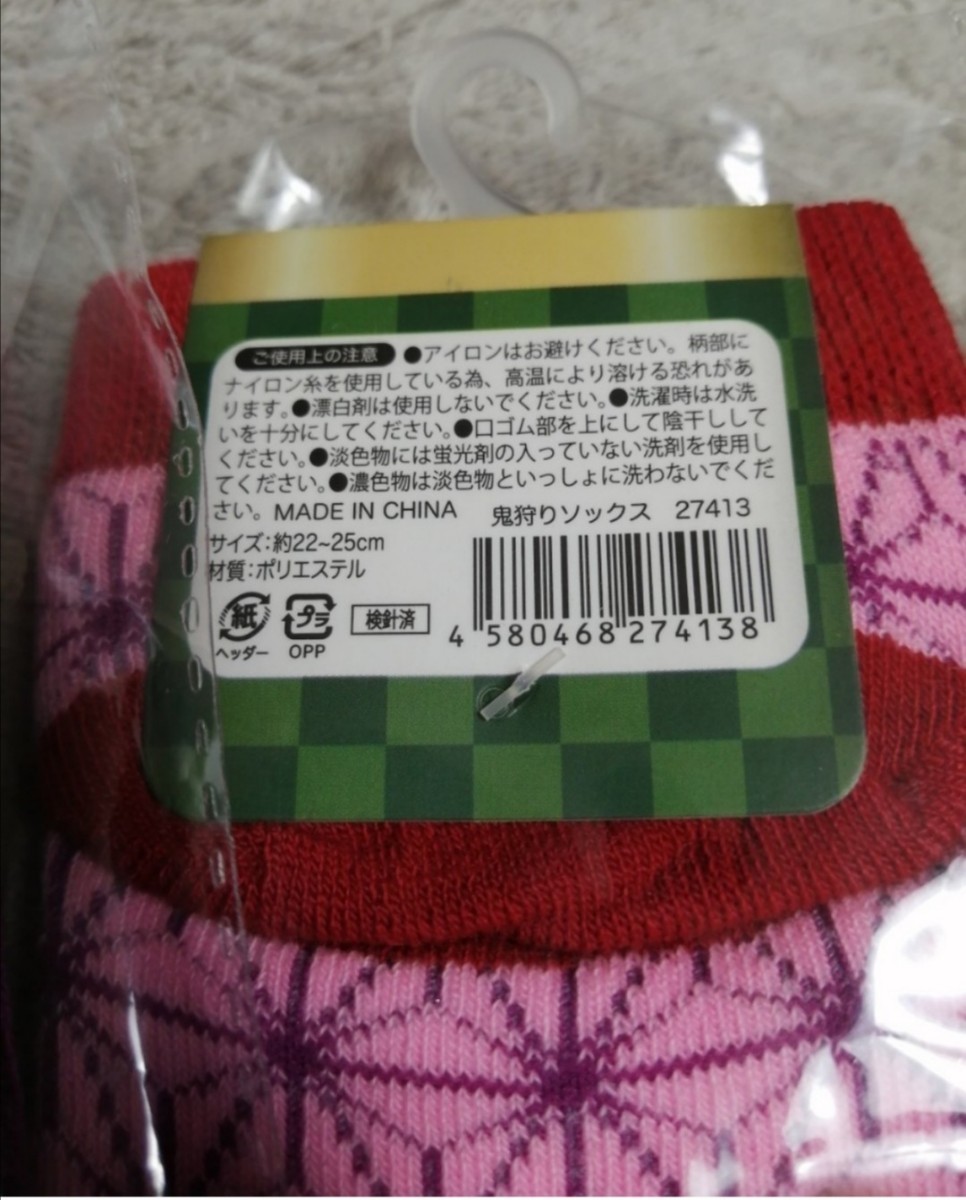 ご使用上の注意 ●アイロンはお避けください。柄部に
ナイロン糸を使用している為、高温により溶ける恐れがあ
ります。●漂白剤は使用しないでください。●洗濯時は水洗
いを十分にしてください。●口ゴム部を上にして陰干しして
ください。●淡色物には蛍光剤の入っていない洗剤を使用し
てください。●濃色物は淡色物といっしょに洗わないでくだ
さい。MADE IN CHINA 鬼狩りソックス 27413
サイズ:約22~25cm
材質:ポリエステル
紙 プラ 検針済
ヘッダー OPP
4 580468 274138